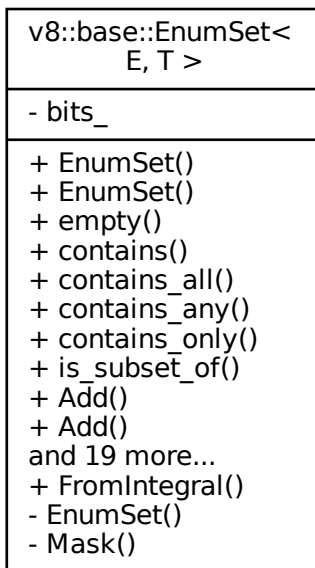 v8::base::EnumSet<
E, T >
- bits_
+ EnumSet()
+ EnumSet()
+ empty()
+ contains()
+ contains_all()
+ contains_any()
+ contains_only()
+ is_subset_of()
+ Add()
+ Add()
and 19 more...
+ FromIntegral()
- EnumSet()
- Mask()